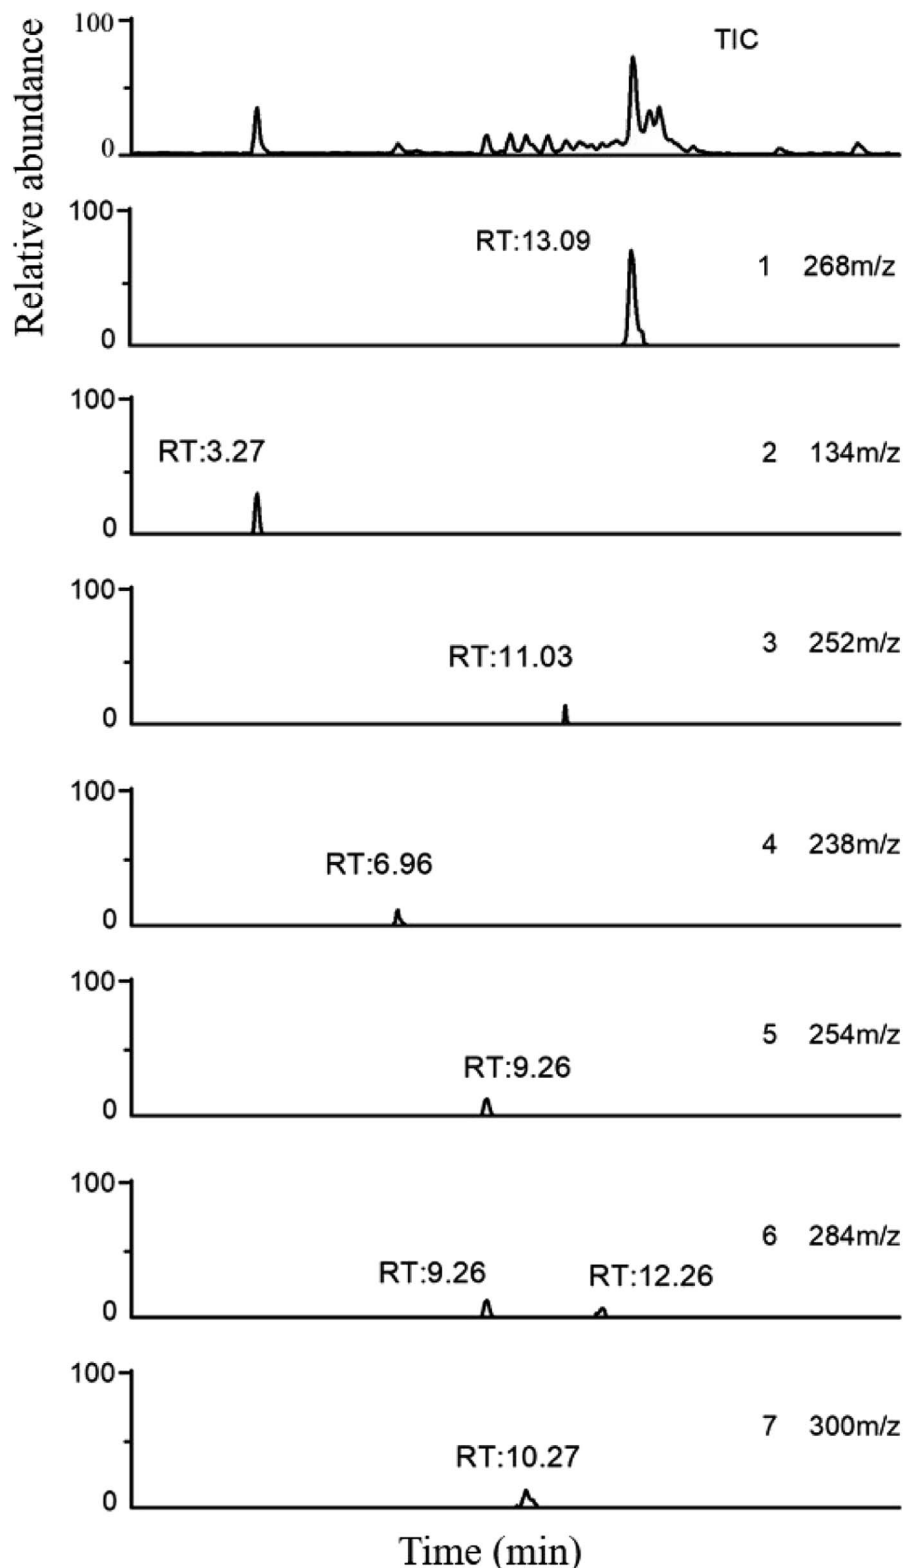 Relative abundance
100
TIC
0
100
RT:13.09
1 268m/z
0
100
RT:3.27
2 134m/z
0
100
3 252m/z
RT:11.03
0
100
4 238m/z
RT:6.96
0
100
5 254m/z
RT:9.26
0
100
6 284m/z
RT:9.26 RT:12.26
0
100
7 300m/z
RT:10.27
0
Time (min)